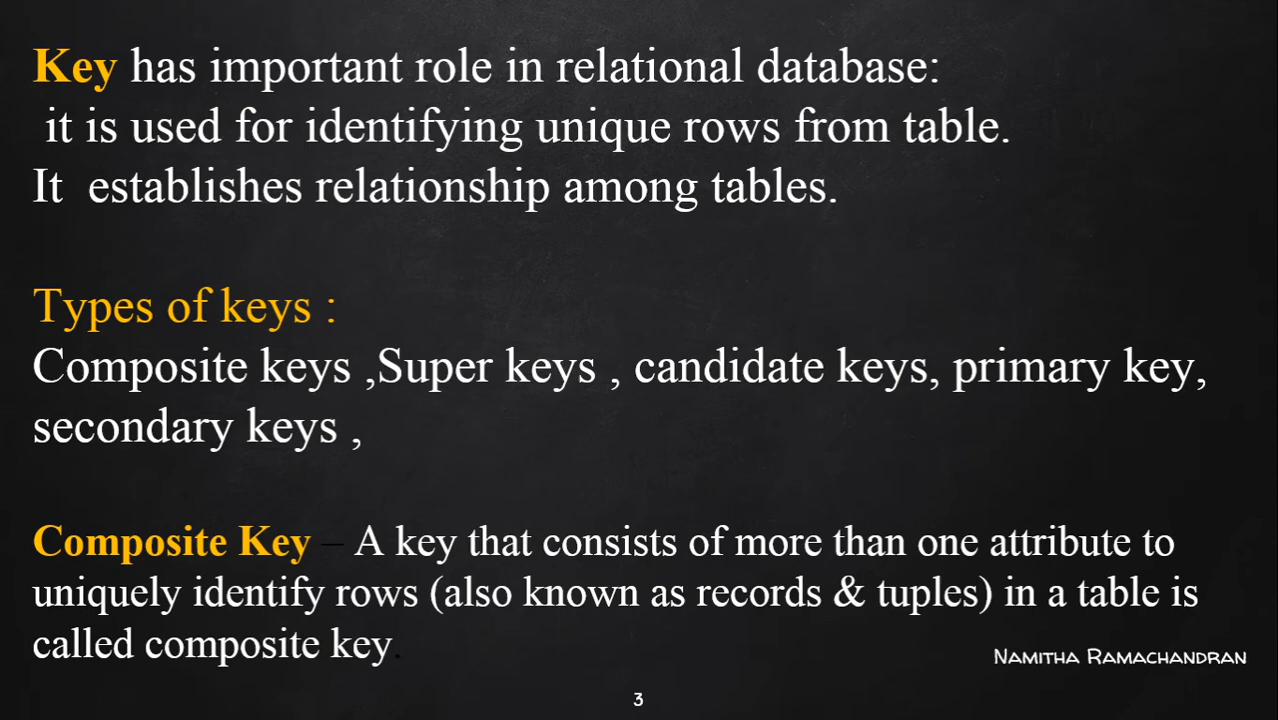 Key has important role in relational database:
it is used for identifying unique rows from table.
It  establishes relationship among tables.
Types of keys :
Composite keys ,Super keys , candidate keys, primary key,
secondary keys ,
Composite Key – A key that consists of more than one attribute to
uniquely identify rows (also known as records & tuples) in a table is
called composite key.
Namitha Ramachandran
3